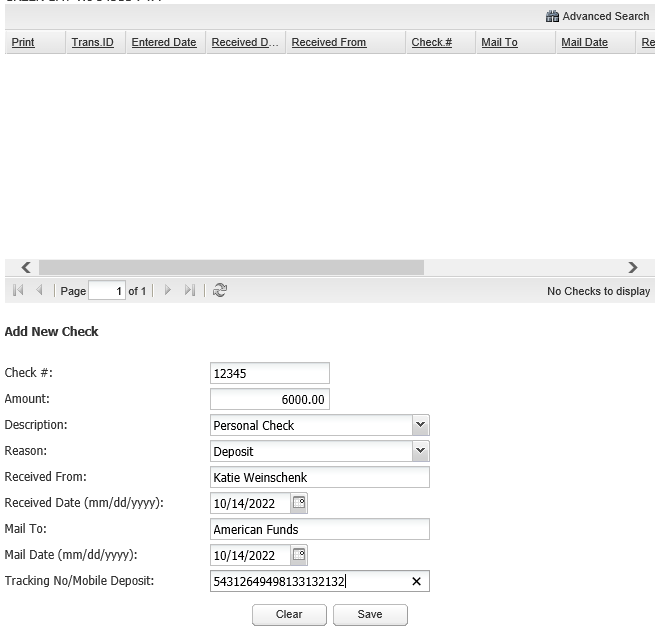 Advanced Search
Print Trans.ID Entered Date Received D... Received From Check.# Mail To Mail Date Re
Page 1 of 1 No Checks to display
Add New Check
Check #: 12345
Amount: 6000.00
Description: Personal Check
Reason: Deposit
Received From: Katie Weinschenk
Received Date (mm/dd/yyyy): 10/14/2022
Mail To: American Funds
Mail Date (mm/dd/yyyy): 10/14/2022
Tracking No/Mobile Deposit: 54312649498133132132
Clear Save